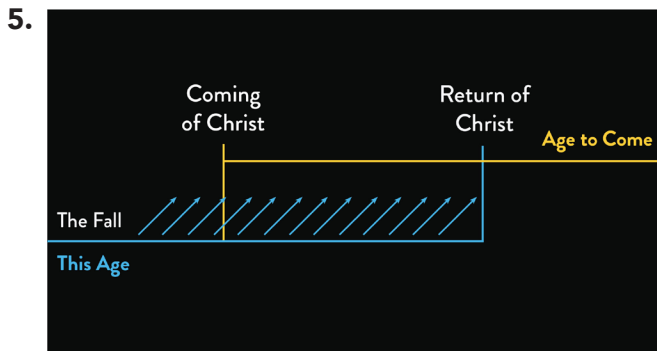 5.
Coming
of Christ
Return of
Christ
Age to Come
The Fall
This Age